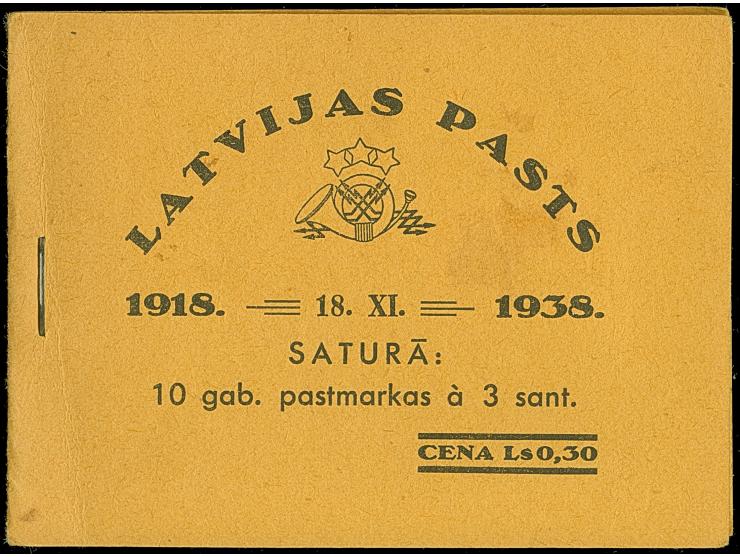 LATVIJAS PASTS
1918. 18. XI. 1938.
SATURĀ:
10 gab. pastmarkas à 3 sant.
CENA Ls 0,30